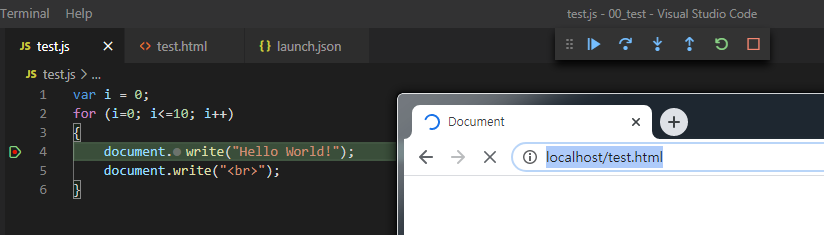 Terminal Help test.js - 00_test - Visual Studio Code
JS test.js <> test.html {} launch.json
JS test.js > ...
1 var i = 0;
2 for (i=0; i<=10; i++)
3 {
4 document. write("Hello World!");
5 document.write("<br>");
6 }
Document
localhost/test.html